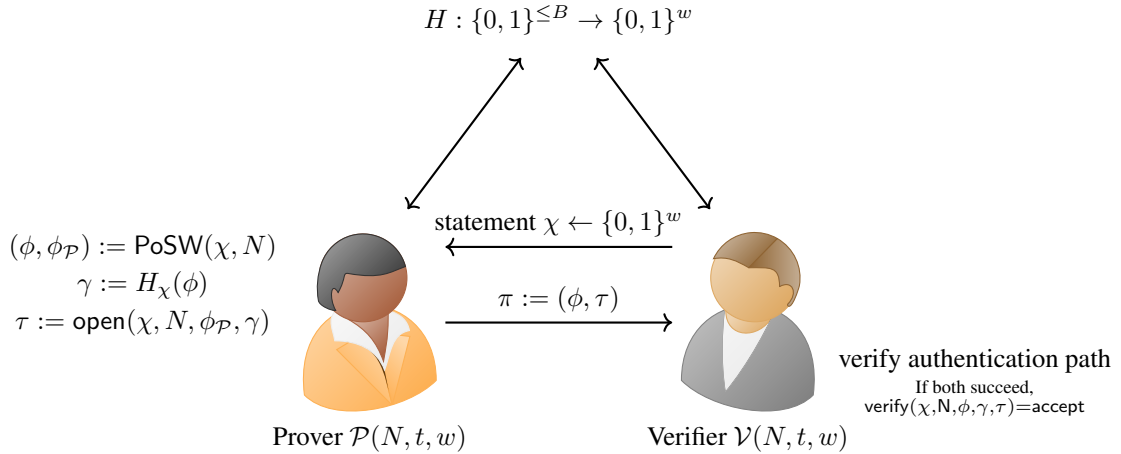 H : {0, 1}^{≤B} → {0, 1}^w
statement χ ← {0, 1}^w
(ϕ, ϕ_𝒫) := PoSW(χ, N)
γ := H_χ(ϕ)
τ := open(χ, N, ϕ_𝒫, γ)
π := (ϕ, τ)
verify authentication path
If both succeed,
verify(χ,N,ϕ,γ,τ)=accept
Prover 𝒫(N, t, w)
Verifier 𝒱(N, t, w)